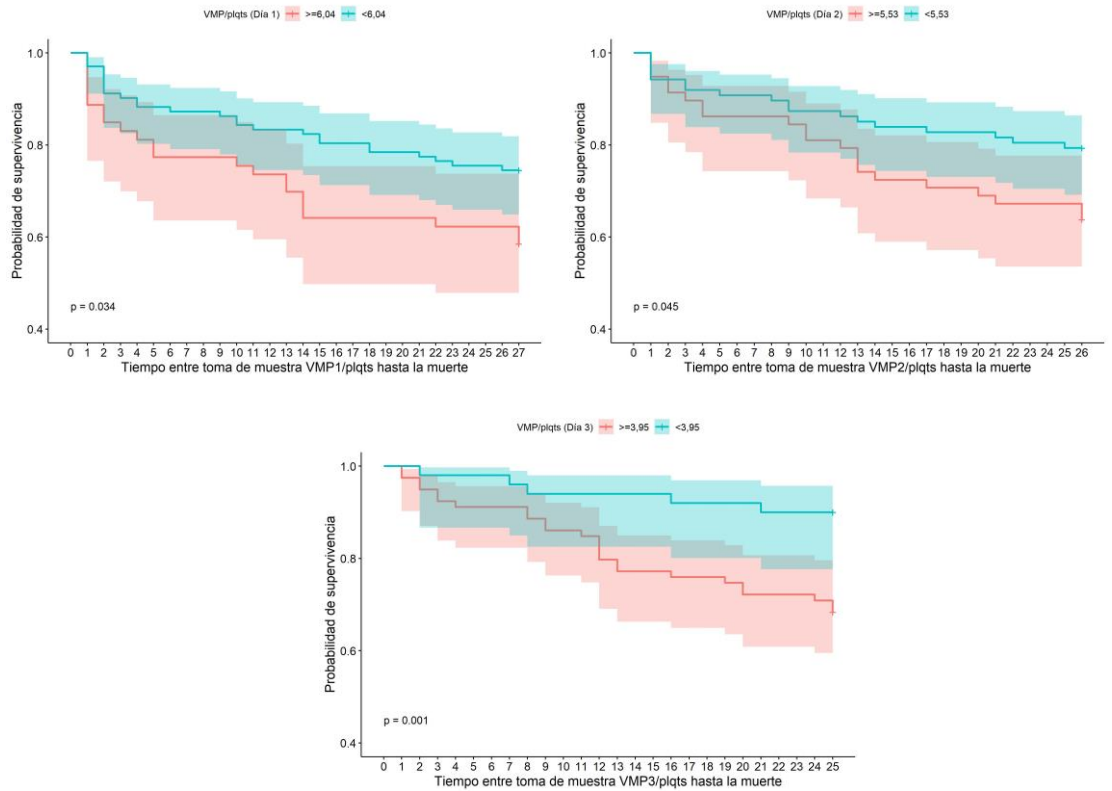 VMP/plqts (Día 1) >=6,04 <6,04
Probabilidad de supervivencia
1.0
0.8
0.6
0.4
p = 0.034
0 1 2 3 4 5 6 7 8 9 10 11 12 13 14 15 16 17 18 19 20 21 22 23 24 25 26 27
Tiempo entre toma de muestra VMP1/plqts hasta la muerte
VMP/plqts (Día 2) >=5,53 <5,53
Probabilidad de supervivencia
1.0
0.8
0.6
0.4
p = 0.045
0 1 2 3 4 5 6 7 8 9 10 11 12 13 14 15 16 17 18 19 20 21 22 23 24 25 26
Tiempo entre toma de muestra VMP2/plqts hasta la muerte
VMP/plqts (Día 3) >=3,95 <3,95
Probabilidad de supervivencia
1.0
0.8
0.6
0.4
p = 0.001
0 1 2 3 4 5 6 7 8 9 10 11 12 13 14 15 16 17 18 19 20 21 22 23 24 25
Tiempo entre toma de muestra VMP3/plqts hasta la muerte